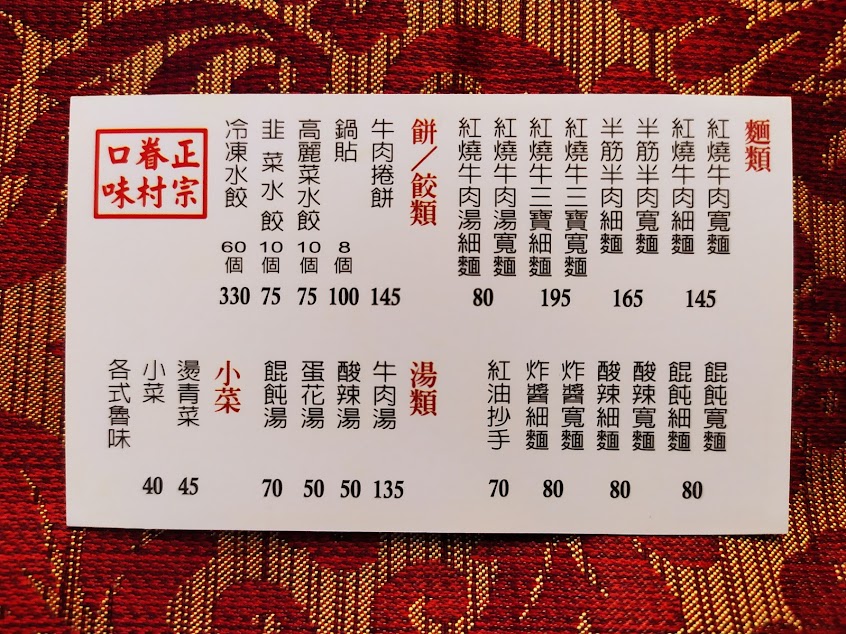 麵類
紅燒牛肉寬麵
紅燒牛肉細麵
145
半筋半肉寬麵
半筋半肉細麵
165
紅燒牛三寶寬麵
紅燒牛三寶細麵
195
紅燒牛肉湯寬麵
紅燒牛肉湯細麵
80
餛飩寬麵
餛飩細麵
80
酸辣寬麵
酸辣細麵
80
炸醬寬麵
炸醬細麵
80
紅油抄手
70
餅/餃類
牛肉捲餅
145
鍋貼 8個
100
高麗菜水餃 10個
75
韭菜水餃 10個
75
冷凍水餃 60個
330
湯類
牛肉湯
135
酸辣湯
50
蛋花湯
50
餛飩湯
70
小菜
燙青菜
45
小菜
40
各式魯味
正宗
眷村
口味